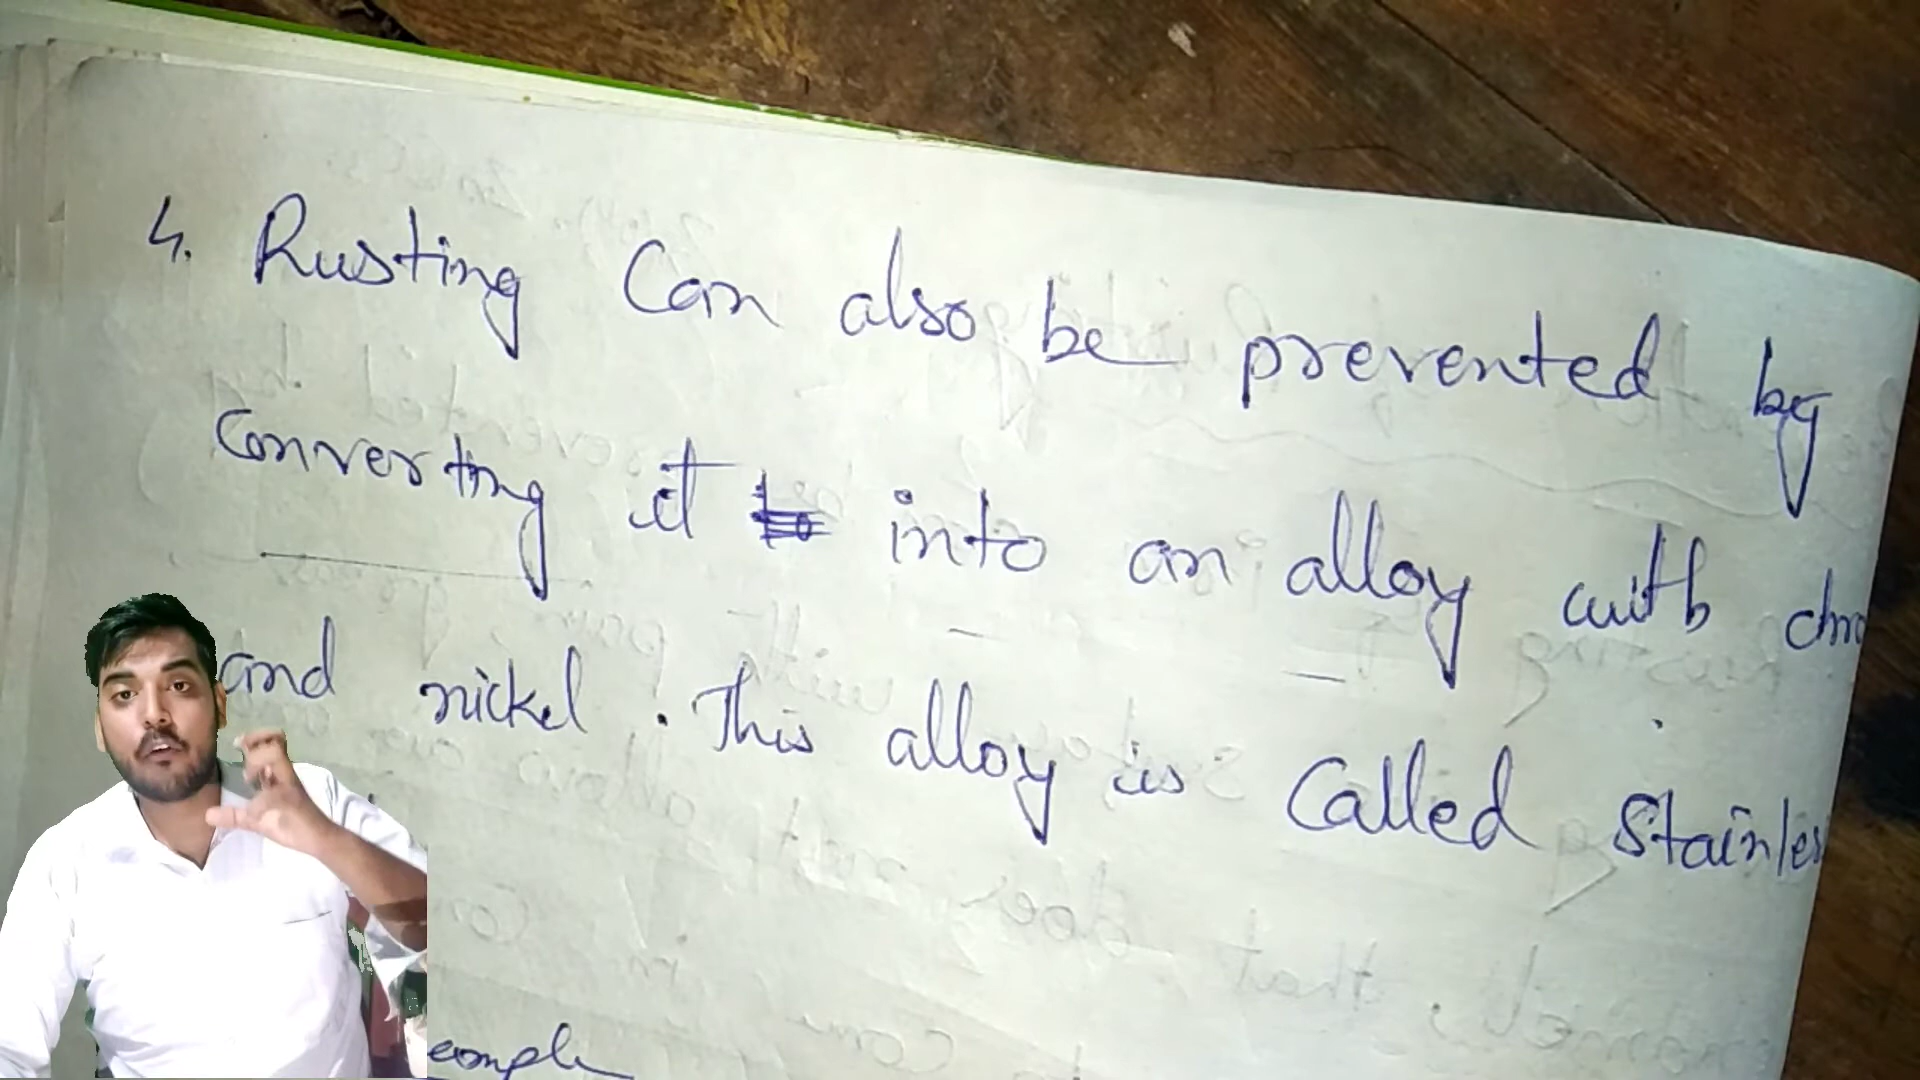 4. Rusting Can also be prevented by
Converting it into an alloy with chro
and nickel. This alloy is Called Stainles